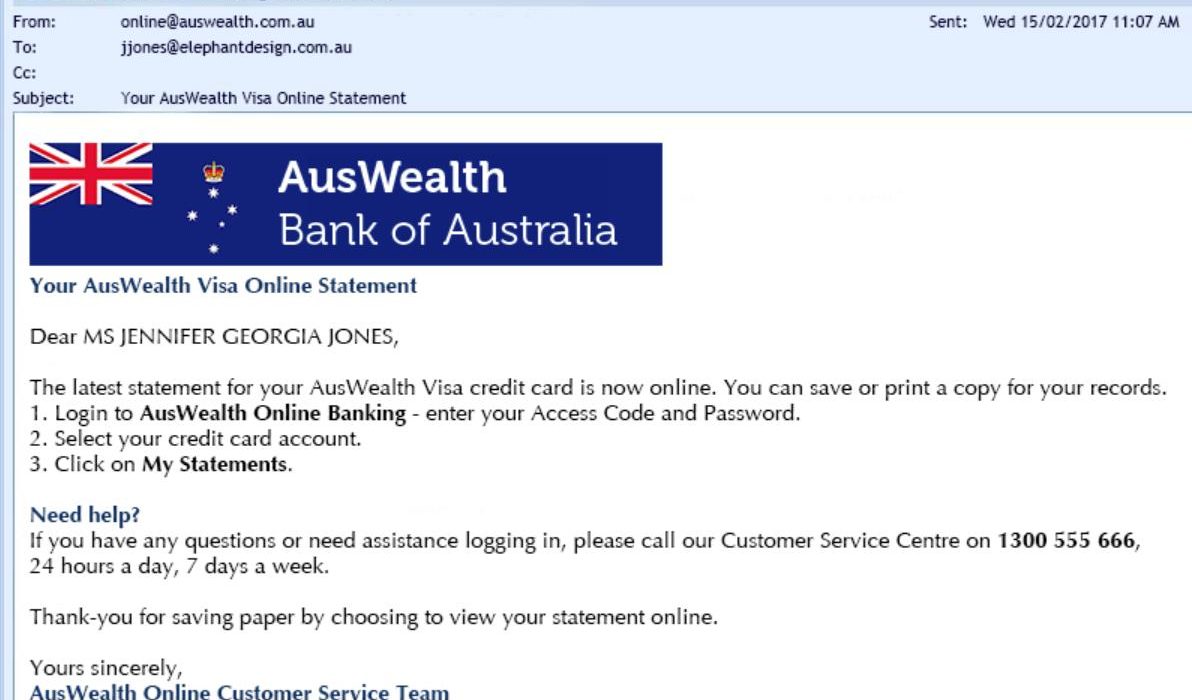 From: online@auswealth.com.au Sent: Wed 15/02/2017 11:07 AM
To: jjones@elephantdesign.com.au
Cc:
Subject: Your AusWealth Visa Online Statement
AusWealth
Bank of Australia
Your AusWealth Visa Online Statement
Dear MS JENNIFER GEORGIA JONES,
The latest statement for your AusWealth Visa credit card is now online. You can save or print a copy for your records.
1. Login to AusWealth Online Banking - enter your Access Code and Password.
2. Select your credit card account.
3. Click on My Statements.
Need help?
If you have any questions or need assistance logging in, please call our Customer Service Centre on 1300 555 666,
24 hours a day, 7 days a week.
Thank-you for saving paper by choosing to view your statement online.
Yours sincerely,
AusWealth Online Customer Service Team